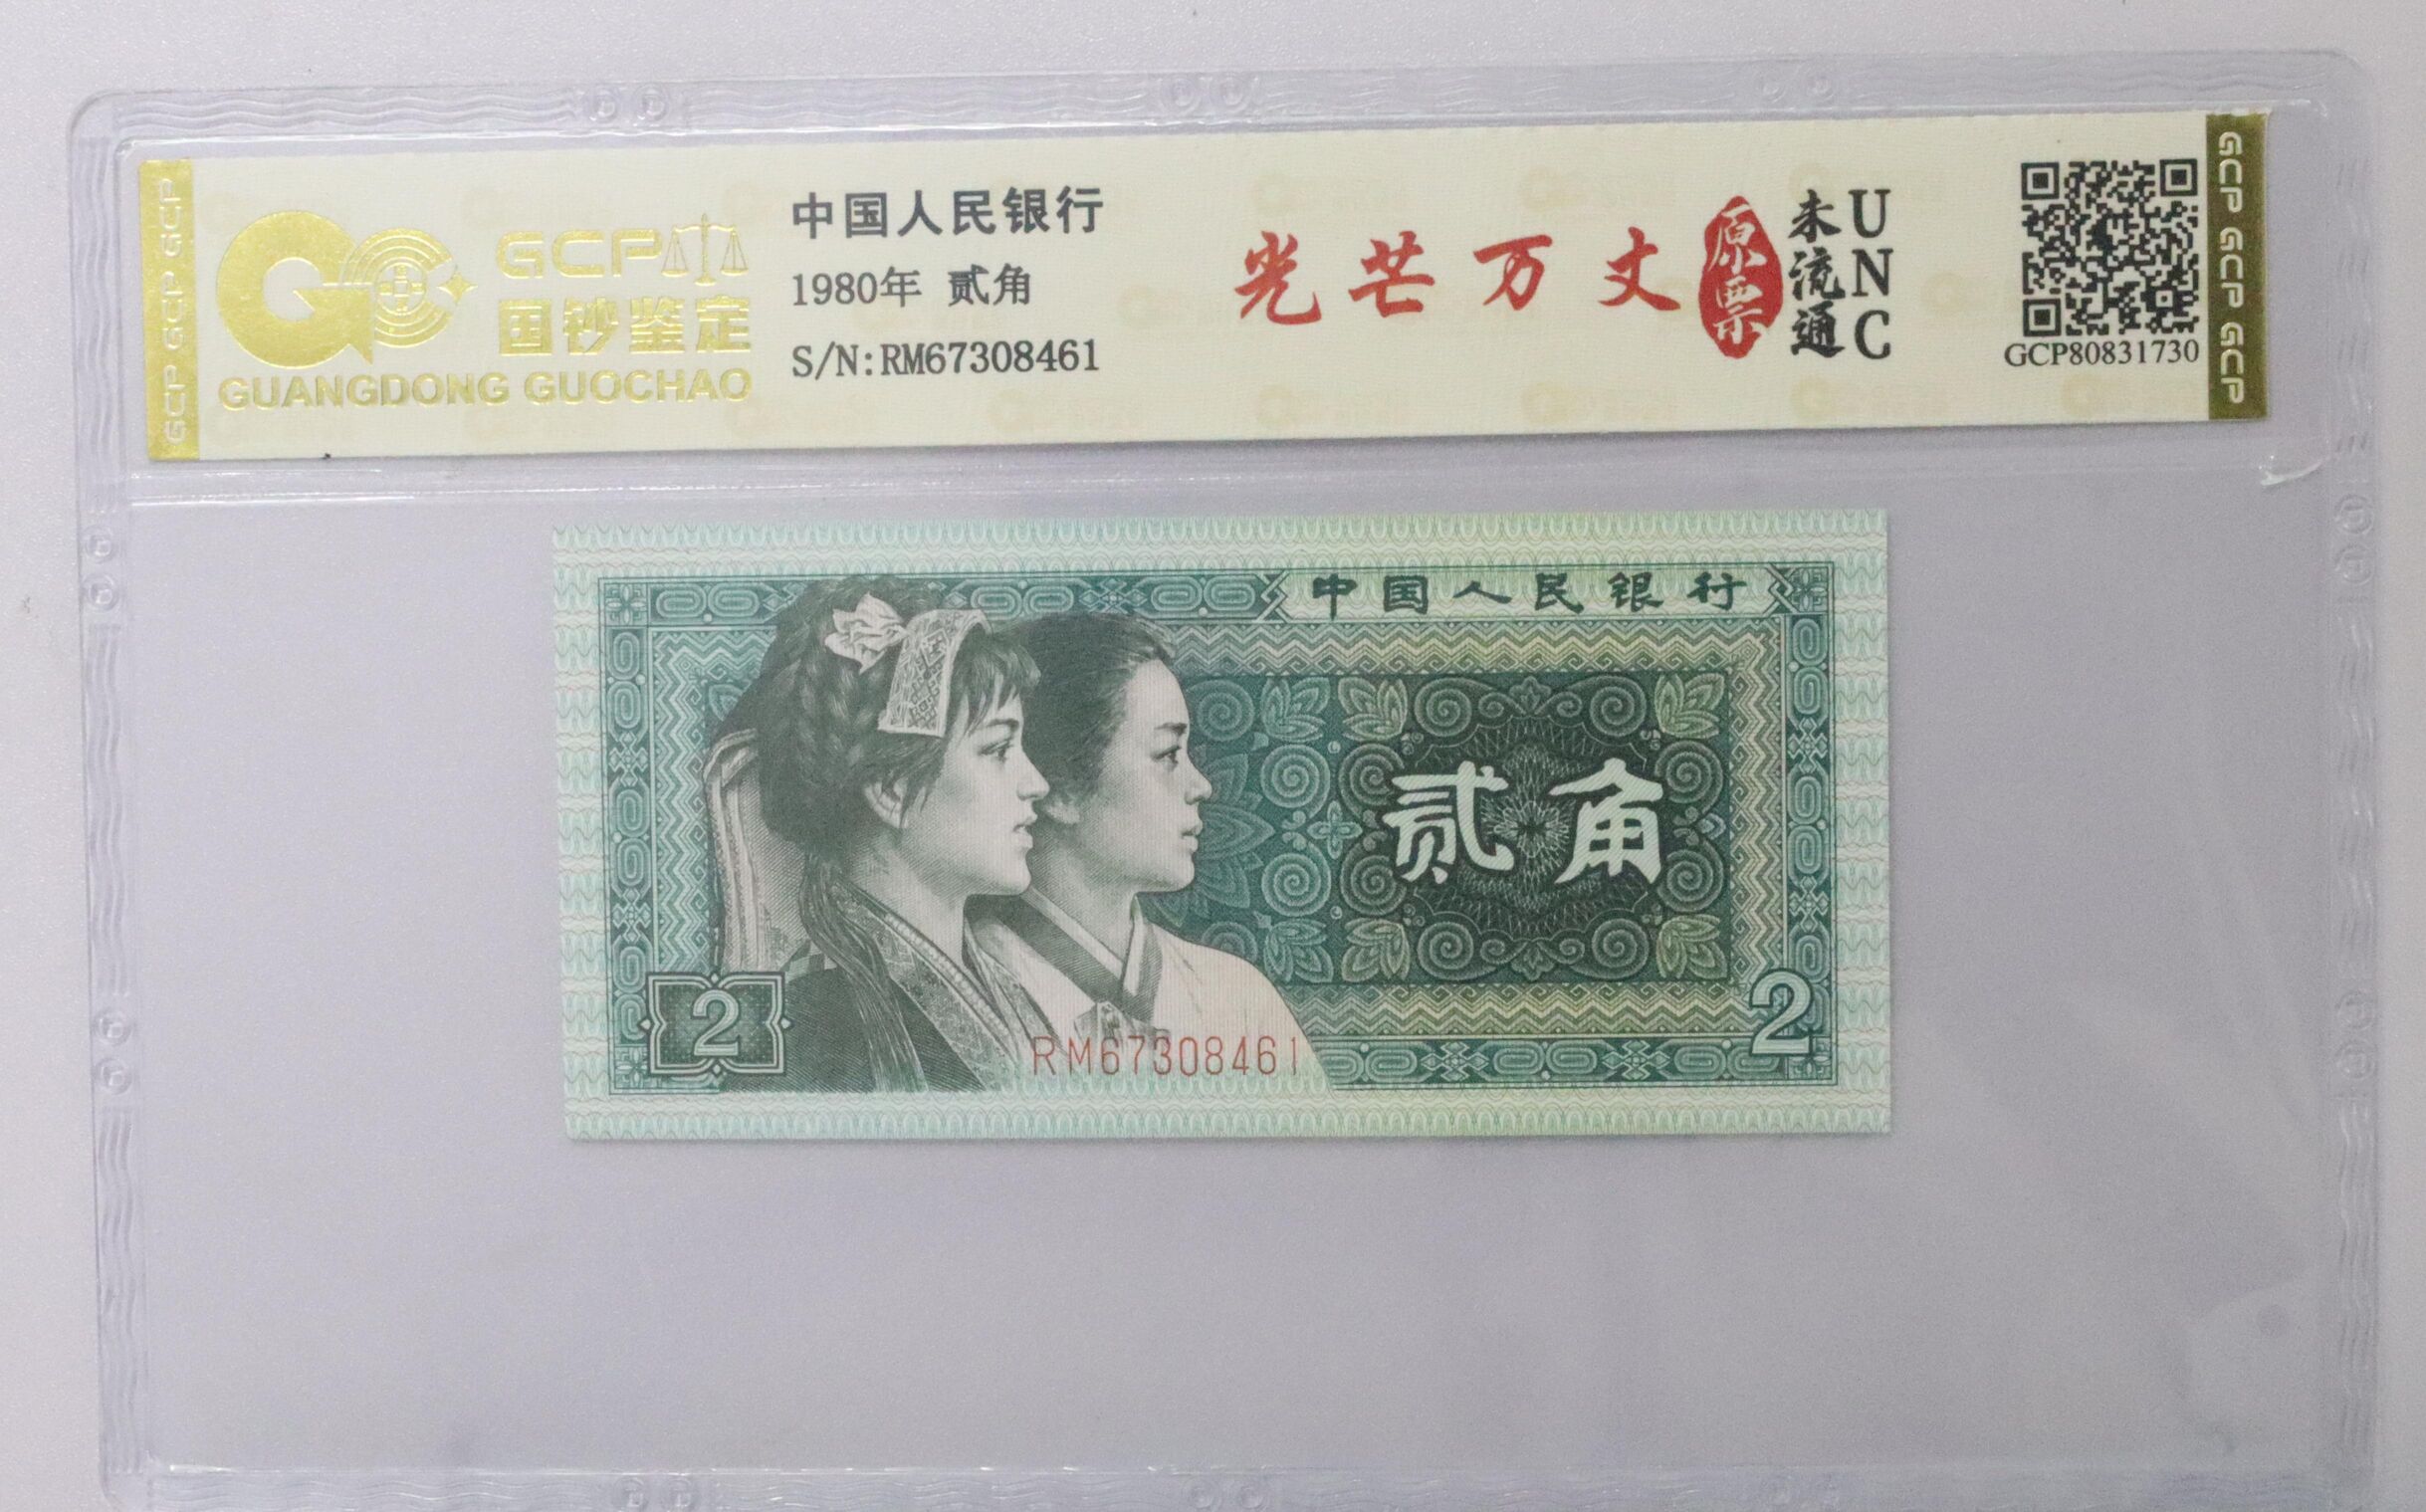 GCP GCP GCP
GCP
国钞鉴定
GUANGDONG GUOCHAO
中国人民银行
1980年 贰角
S/N:RM67308461
光芒万丈
原票
未流通
UNC
GCP80831730
GCP GCP GCP
中国人民银行
贰角
2
RM67308461
2